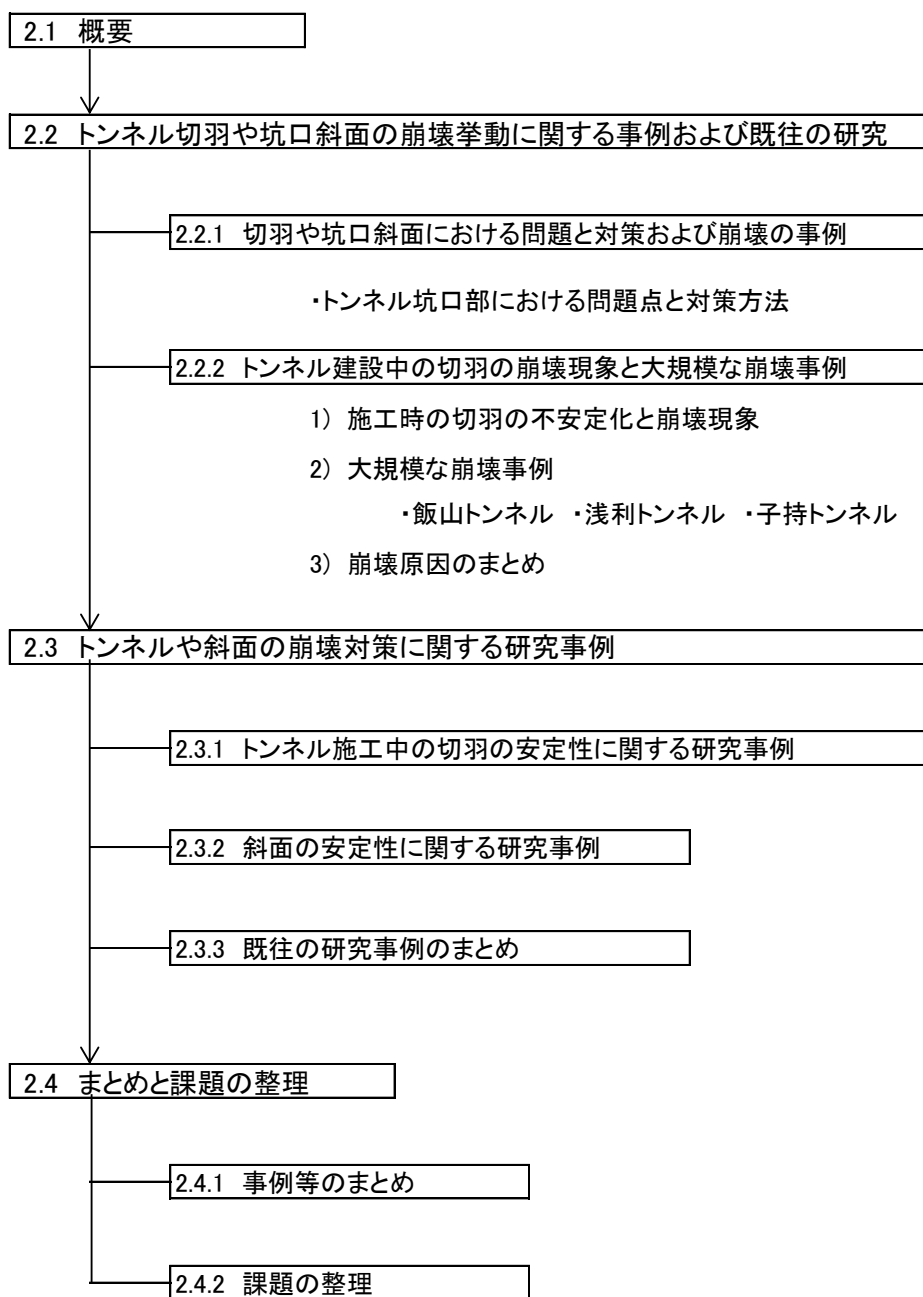 2.1 概要
2.2 トンネル切羽や坑口斜面の崩壊挙動に関する事例および既往の研究
2.2.1 切羽や坑口斜面における問題と対策および崩壊の事例
・トンネル坑口部における問題点と対策方法
2.2.2 トンネル建設中の切羽の崩壊現象と大規模な崩壊事例
1) 施工時の切羽の不安定化と崩壊現象
2) 大規模な崩壊事例
・飯山トンネル ・浅利トンネル ・子持トンネル
3) 崩壊原因のまとめ
2.3 トンネルや斜面の崩壊対策に関する研究事例
2.3.1 トンネル施工中の切羽の安定性に関する研究事例
2.3.2 斜面の安定性に関する研究事例
2.3.3 既往の研究事例のまとめ
2.4 まとめと課題の整理
2.4.1 事例等のまとめ
2.4.2 課題の整理